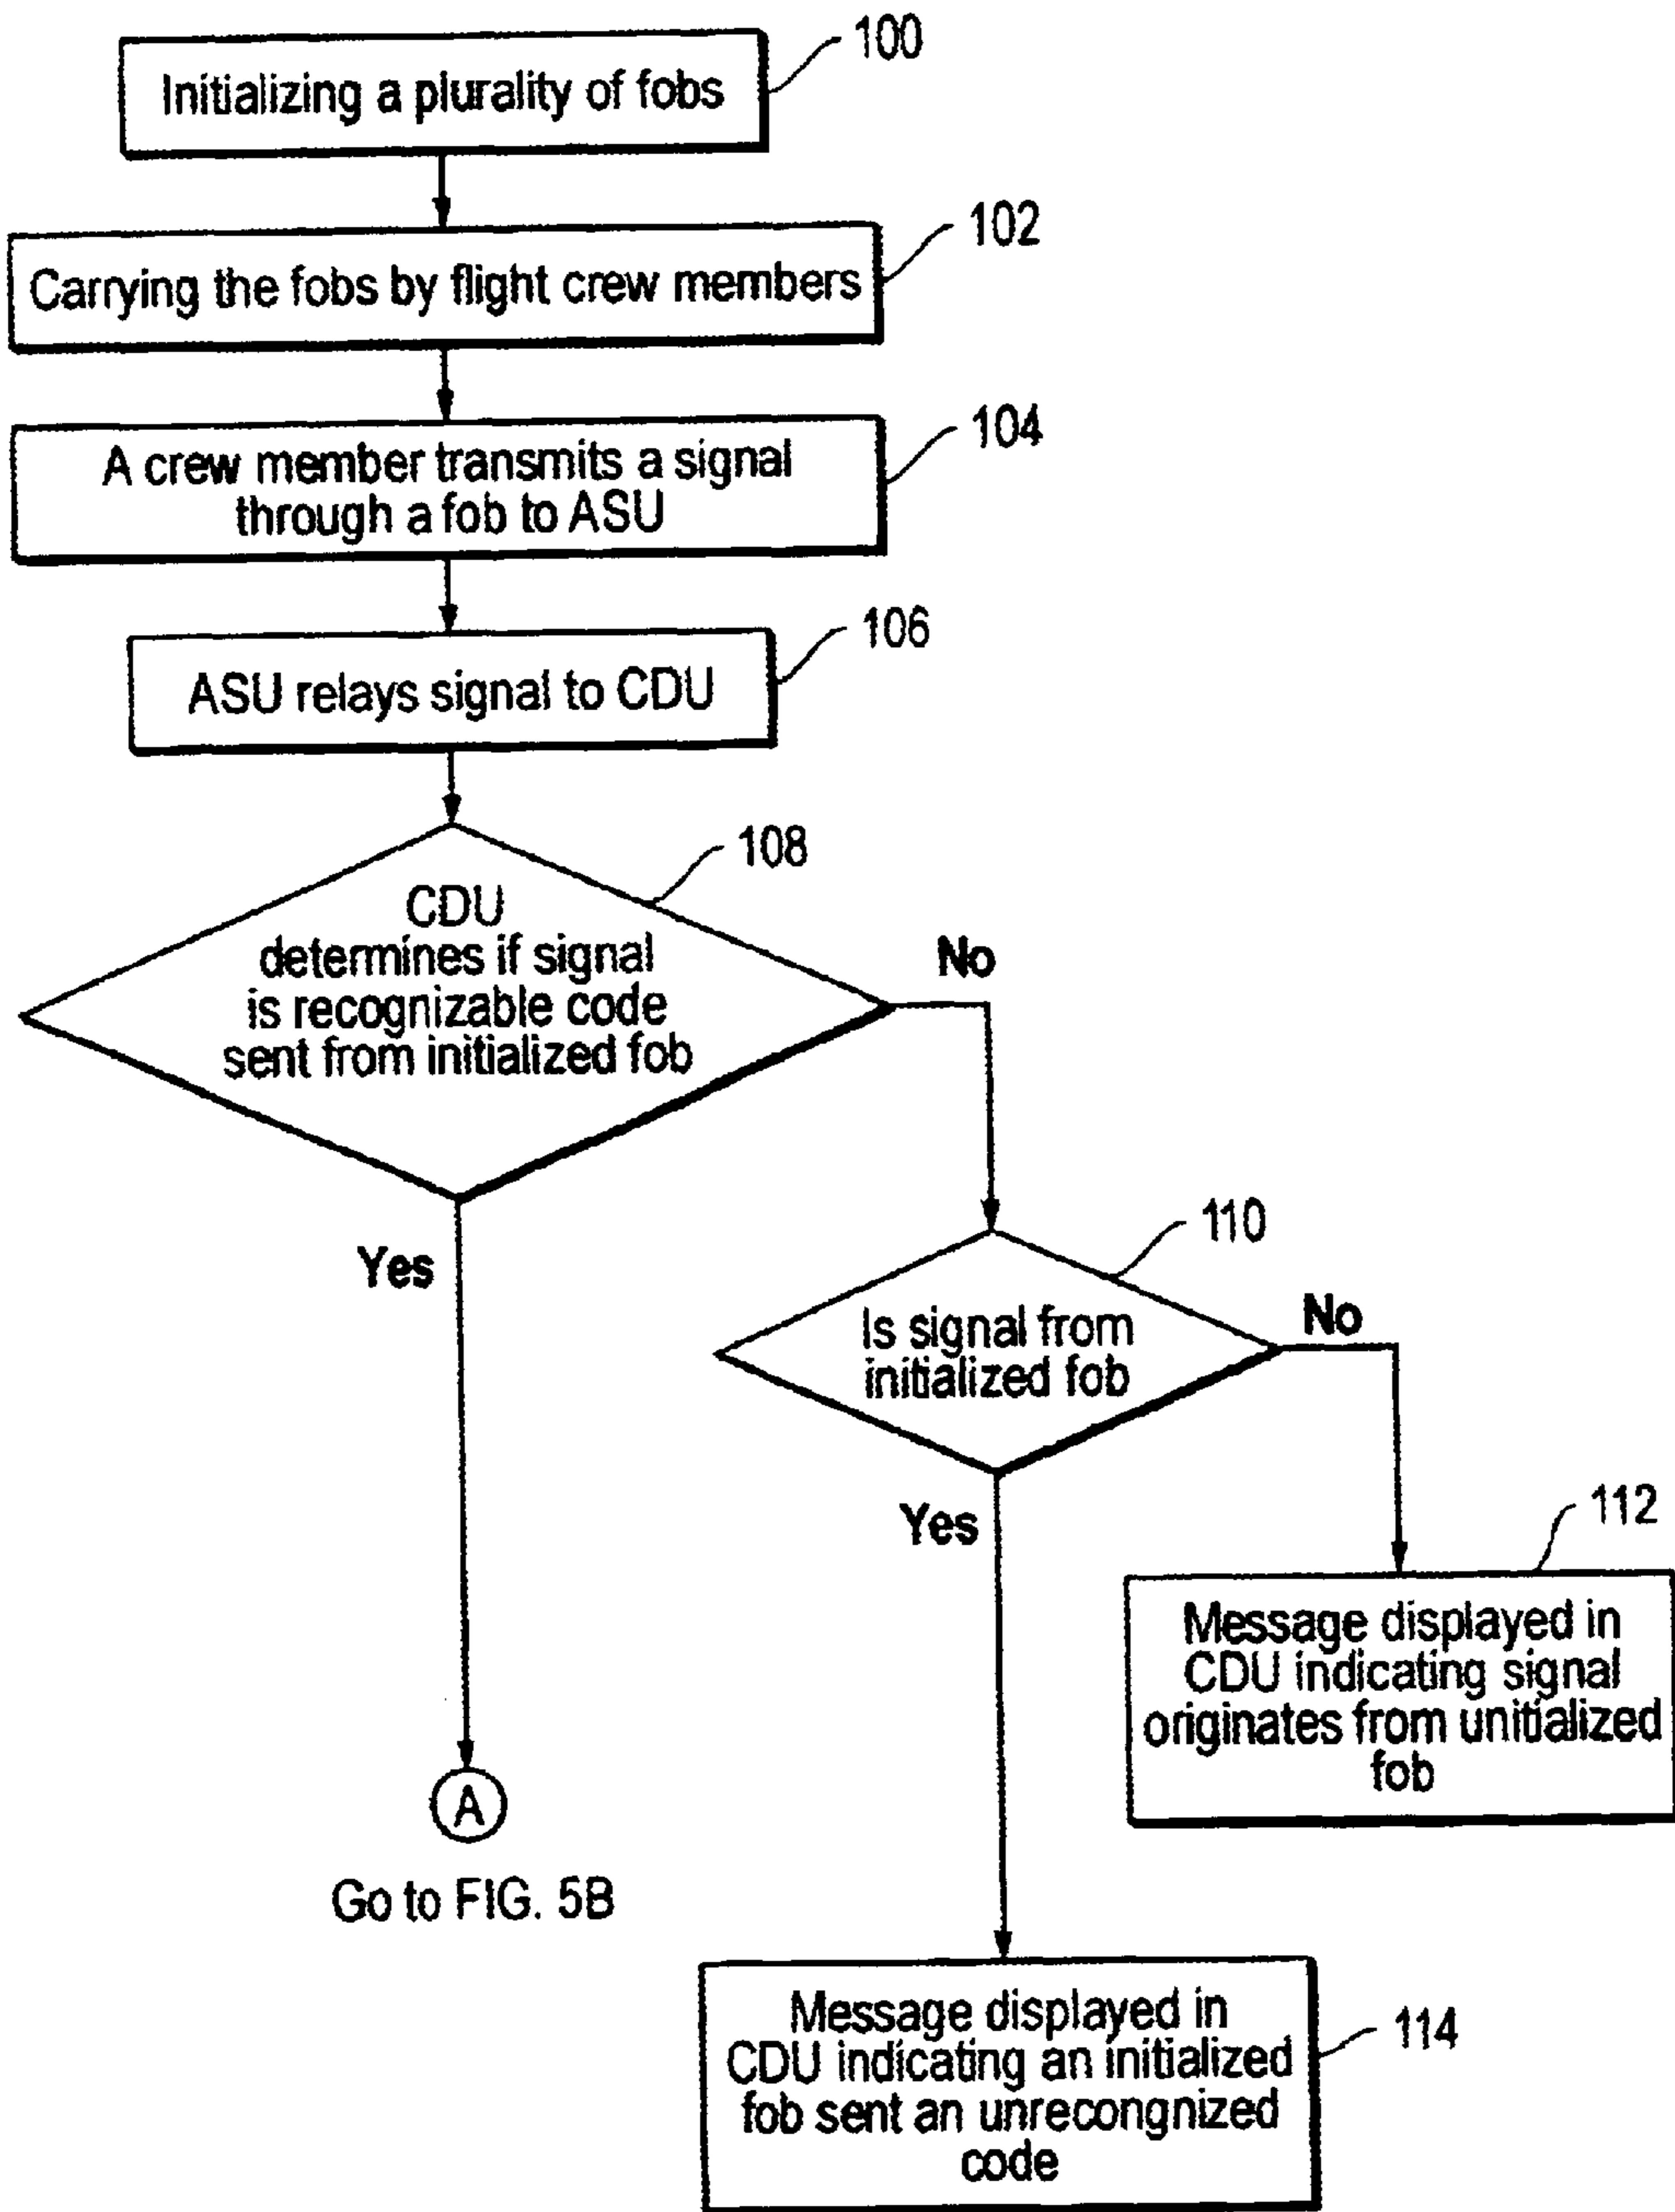 100
Initializing a plurality of fobs
102
Carrying the fobs by flight crew members
104
A crew member transmits a signal
through a fob to ASU
106
ASU relays signal to CDU
108
CDU
determines if signal
is recognizable code
sent from initialized fob
No
Yes
110
Is signal from
initialized fob
No
Yes
112
Message displayed in
CDU indicating signal
originates from unitialized
fob
A
Go to FIG. 5B
Message displayed in
CDU indicating an initialized
fob sent an unrecongnized
code
114